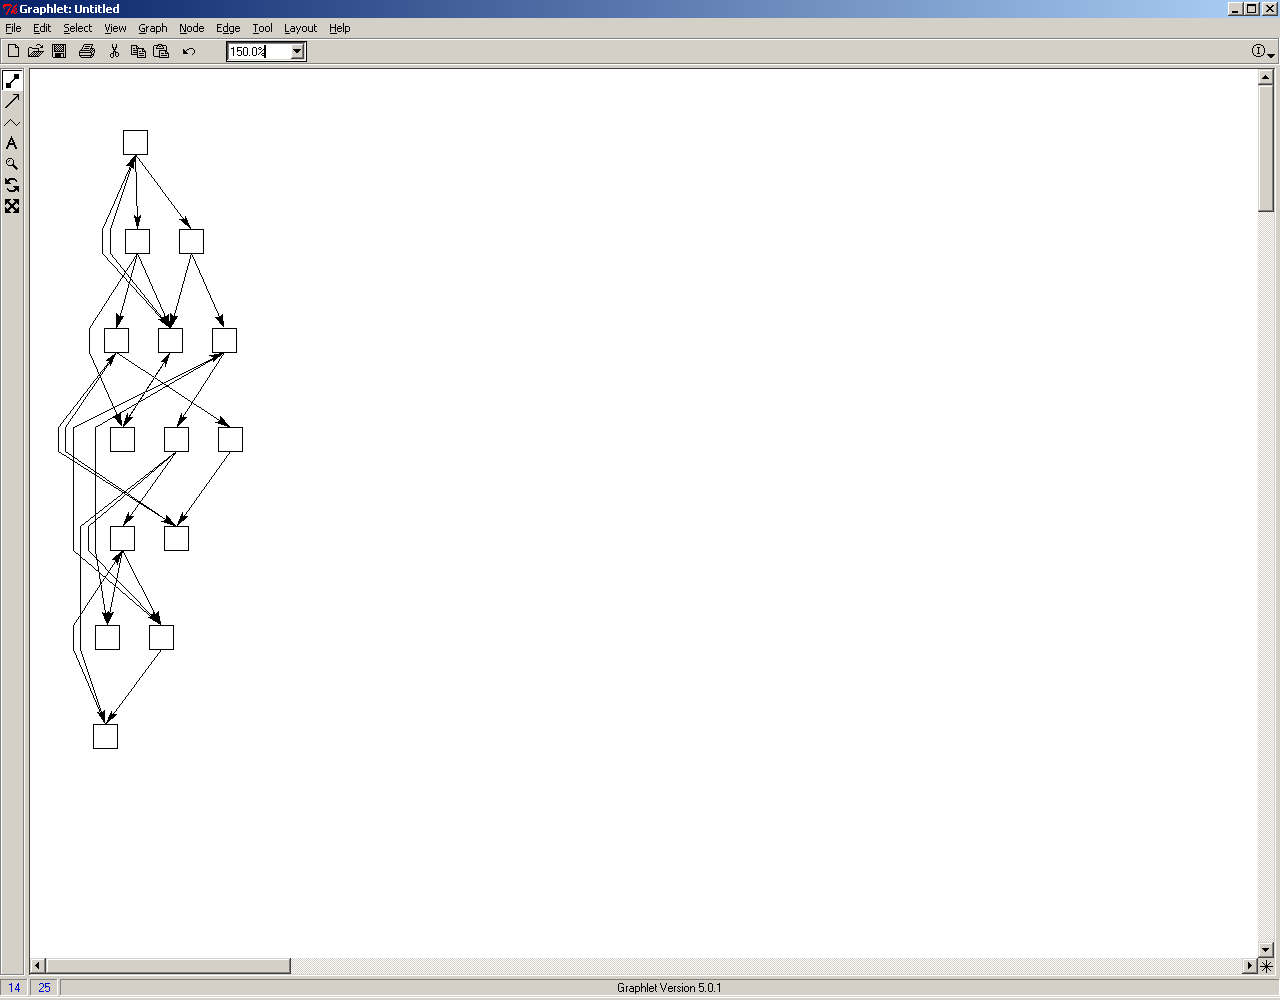 Graphlet: Untitled
File Edit Select View Graph Node Edge Tool Layout Help
150.0%
A
14 25 Graphlet Version 5.0.1